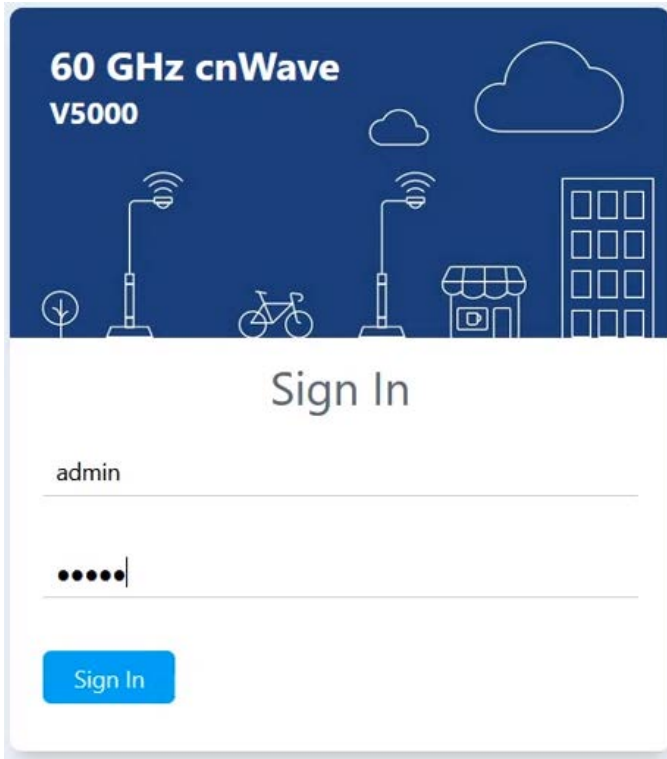 60 GHz cnWave
V5000
Sign In
admin
•••••
Sign In